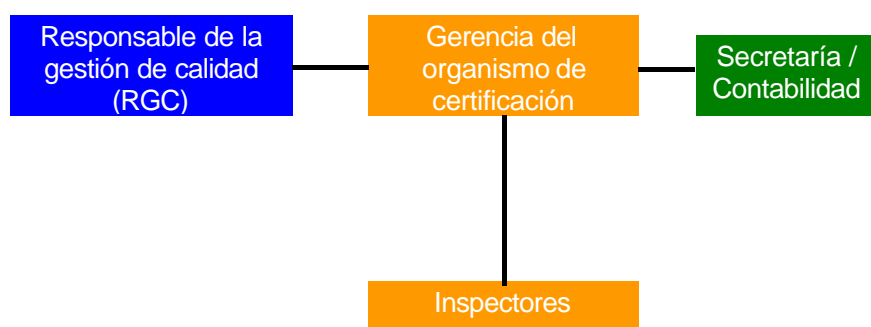 Responsable de la
gestión de calidad
(RGC)
Gerencia del
organismo de
certificación
Secretaría /
Contabilidad
Inspectores